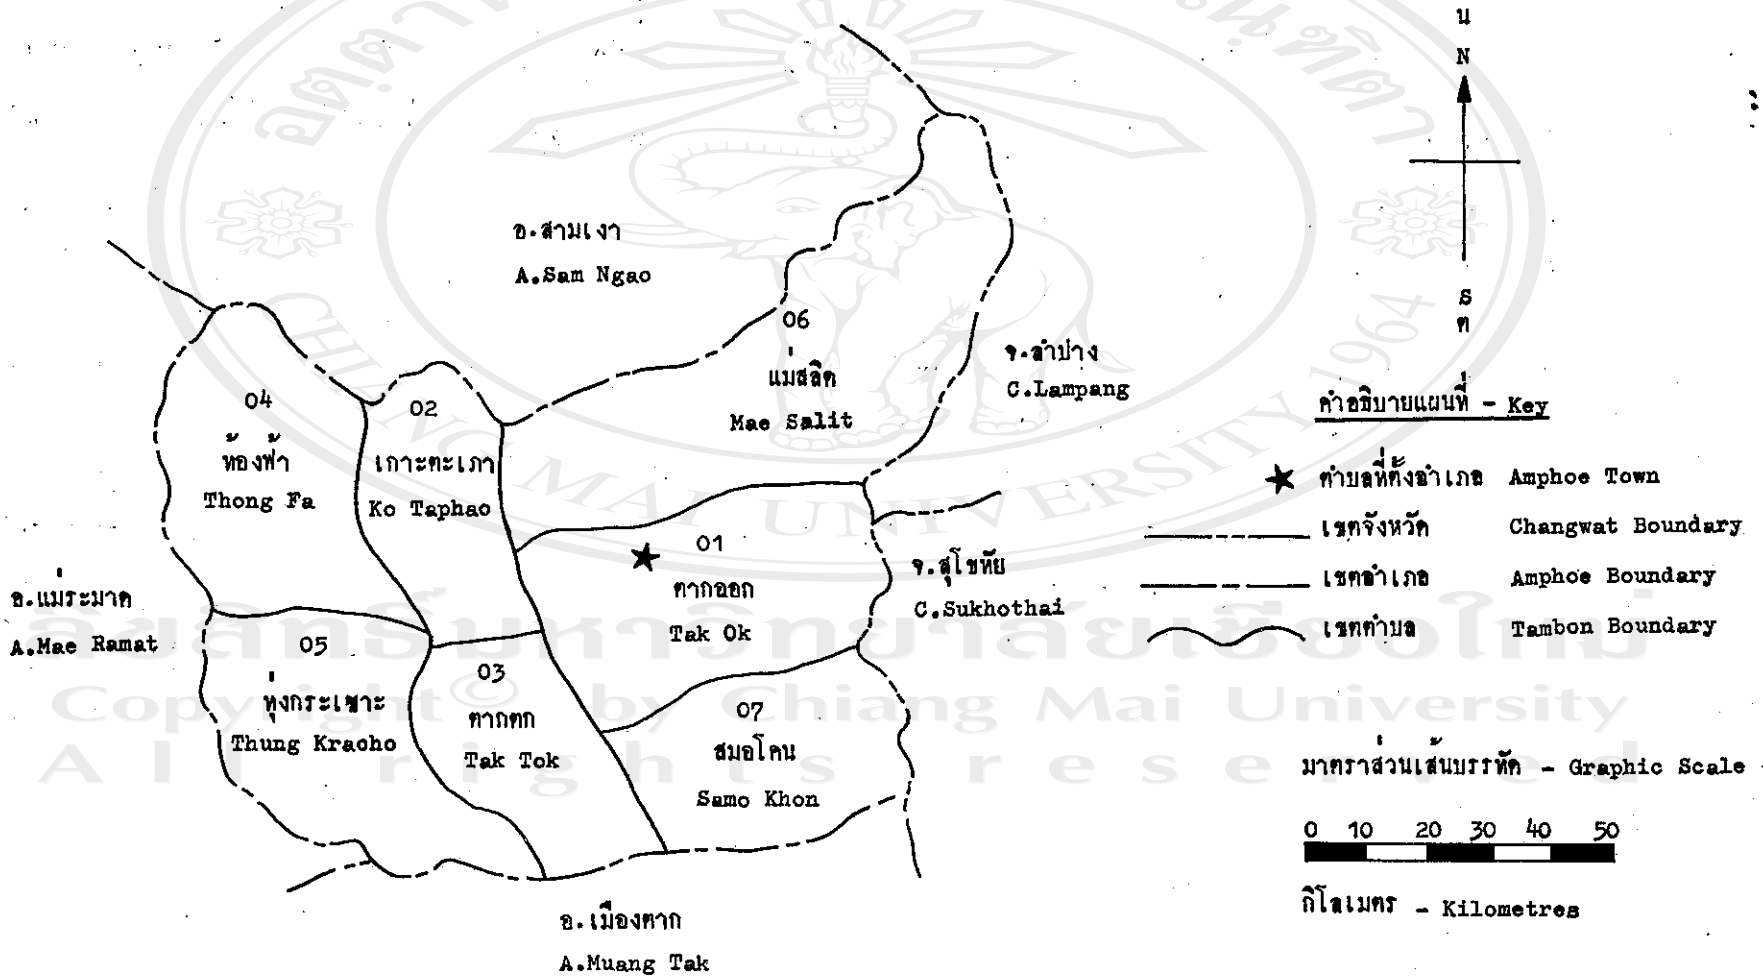 น
N
S
ต
อ.สามเงา
A.Sam Ngao
06
แม่สลิด
Mae Salit
จ.ลำปาง
C.Lampang
04
ท้องฟ้า
Thong Fa
02
เกาะตะเภา
Ko Taphao
01
ตากออก
Tak Ok
จ.สุโขทัย
C.Sukhothai
อ.แม่ระมาด
A.Mae Ramat
05
ทุ่งกระเชาะ
Thung Kracho
03
ตากตก
Tak Tok
07
สมอโคน
Samo Khon
อ.เมืองตาก
A.Muang Tak
คำอธิบายแผนที่ - Key
ตำบลที่ตั้งอำเภอ Amphoe Town
เขตจังหวัด Changwat Boundary
เขตอำเภอ Amphoe Boundary
เขตตำบล Tambon Boundary
มาตราส่วนเส้นบรรทัด - Graphic Scale
0 10 20 30 40 50
กิโลเมตร - Kilometres
CHIANG MAI UNIVERSITY 1964
ลิขสิทธิ์มหาวิทยาลัยเชียงใหม่
Copyright © by Chiang Mai University
All rights reserved